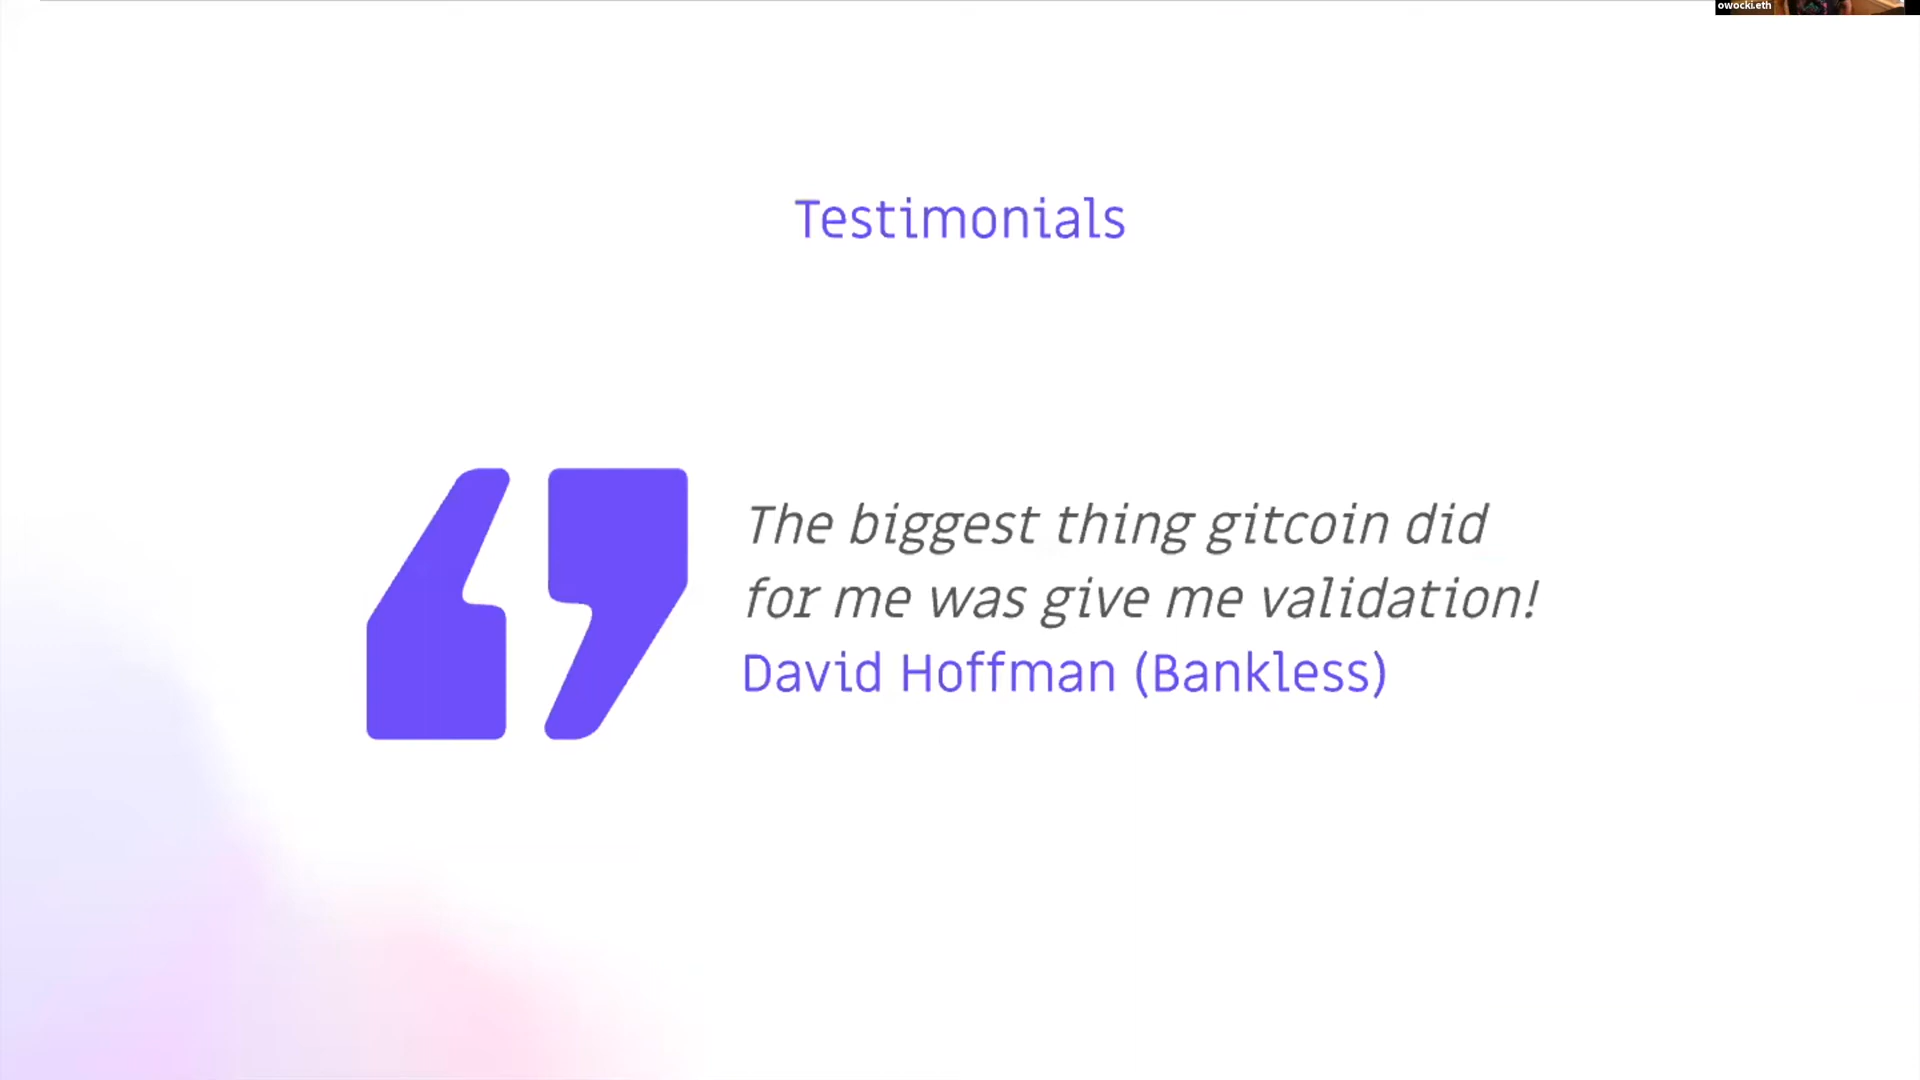 owocki.eth
Testimonials
The biggest thing gitcoin did
for me was give me validation!
David Hoffman (Bankless)